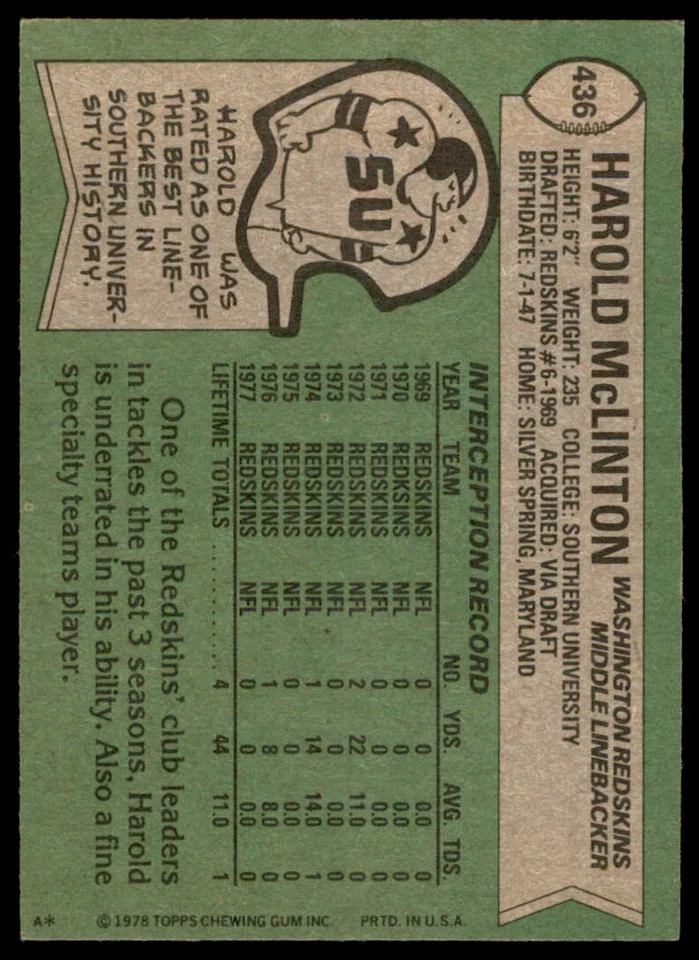 436
HAROLD McLINTON
WASHINGTON REDSKINS
MIDDLE LINEBACKER
HEIGHT: 6'2" WEIGHT: 235 COLLEGE: SOUTHERN UNIVERSITY
DRAFTED: REDSKINS #6-1969 ACQUIRED: VIA DRAFT
BIRTHDATE: 7-1-47 HOME: SILVER SPRING, MARYLAND
SU
HAROLD WAS
RATED AS ONE OF
THE BEST LINE-
BACKERS IN
SOUTHERN UNIVER-
SITY HISTORY.
INTERCEPTION RECORD
YEAR TEAM NO. YDS. AVG. TDS.
1969 REDSKINS NFL 0 0 0.0 0
1970 REDKSINS NFL 0 0 0.0 0
1971 REDSKINS NFL 0 0 0.0 0
1972 REDSKINS NFL 2 22 11.0 0
1973 REDSKINS NFL 0 0 0.0 0
1974 REDSKINS NFL 1 14 14.0 1
1975 REDSKINS NFL 0 0 0.0 0
1976 REDSKINS NFL 1 8 8.0 0
1977 REDSKINS NFL 0 0 0.0 0
LIFETIME TOTALS .......... 4 44 11.0 1
One of the Redskins' club leaders
in tackles the past 3 seasons, Harold
is underrated in his ability. Also a fine
specialty teams player.
A* © 1978 TOPPS CHEWING GUM INC. PRTD. IN U.S.A.